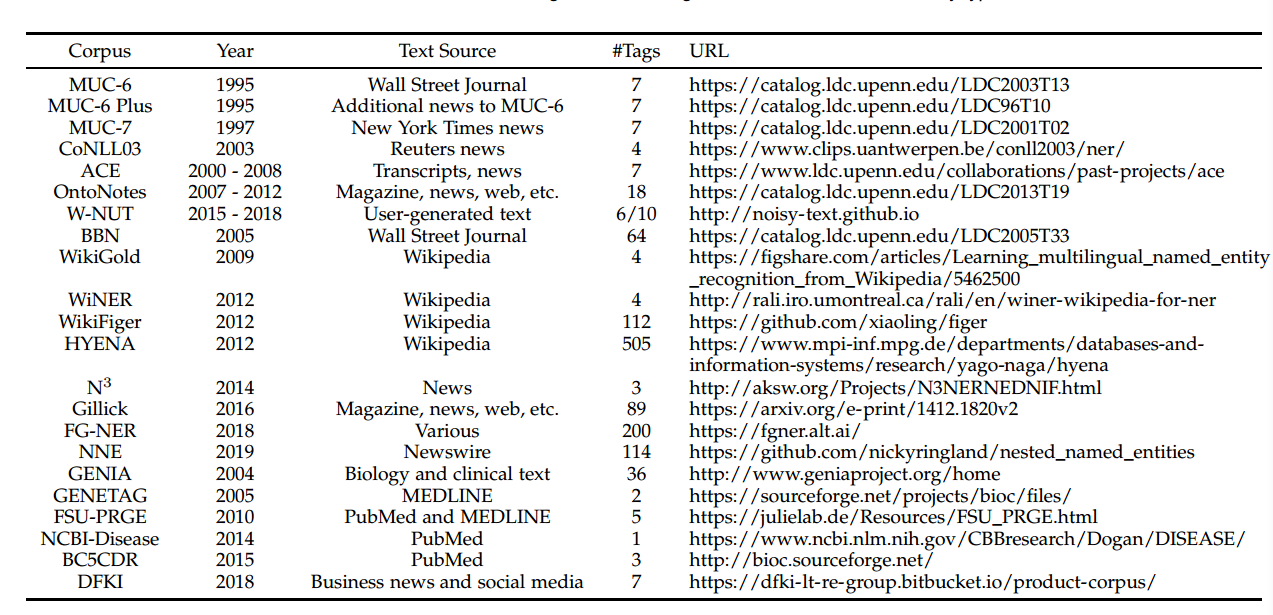 Corpus Year Text Source #Tags URL
MUC-6 1995 Wall Street Journal 7 https://catalog.ldc.upenn.edu/LDC2003T13
MUC-6 Plus 1995 Additional news to MUC-6 7 https://catalog.ldc.upenn.edu/LDC96T10
MUC-7 1997 New York Times news 7 https://catalog.ldc.upenn.edu/LDC2001T02
CoNLL03 2003 Reuters news 4 https://www.clips.uantwerpen.be/conll2003/ner/
ACE 2000 - 2008 Transcripts, news 7 https://www.ldc.upenn.edu/collaborations/past-projects/ace
OntoNotes 2007 - 2012 Magazine, news, web, etc. 18 https://catalog.ldc.upenn.edu/LDC2013T19
W-NUT 2015 - 2018 User-generated text 6/10 http://noisy-text.github.io
BBN 2005 Wall Street Journal 64 https://catalog.ldc.upenn.edu/LDC2005T33
WikiGold 2009 Wikipedia 4 https://figshare.com/articles/Learning_multilingual_named_entity
_recognition_from_Wikipedia/5462500
WiNER 2012 Wikipedia 4 http://rali.iro.umontreal.ca/rali/en/winer-wikipedia-for-ner
WikiFiger 2012 Wikipedia 112 https://github.com/xiaoling/figer
HYENA 2012 Wikipedia 505 https://www.mpi-inf.mpg.de/departments/databases-and-
information-systems/research/yago-naga/hyena
N³ 2014 News 3 http://aksw.org/Projects/N3NERNEDNIF.html
Gillick 2016 Magazine, news, web, etc. 89 https://arxiv.org/e-print/1412.1820v2
FG-NER 2018 Various 200 https://fgner.alt.ai/
NNE 2019 Newswire 114 https://github.com/nickyringland/nested_named_entities
GENIA 2004 Biology and clinical text 36 http://www.geniaproject.org/home
GENETAG 2005 MEDLINE 2 https://sourceforge.net/projects/bioc/files/
FSU-PRGE 2010 PubMed and MEDLINE 5 https://julielab.de/Resources/FSU_PRGE.html
NCBI-Disease 2014 PubMed 1 https://www.ncbi.nlm.nih.gov/CBBresearch/Dogan/DISEASE/
BC5CDR 2015 PubMed 3 http://bioc.sourceforge.net/
DFKI 2018 Business news and social media 7 https://dfki-lt-re-group.bitbucket.io/product-corpus/